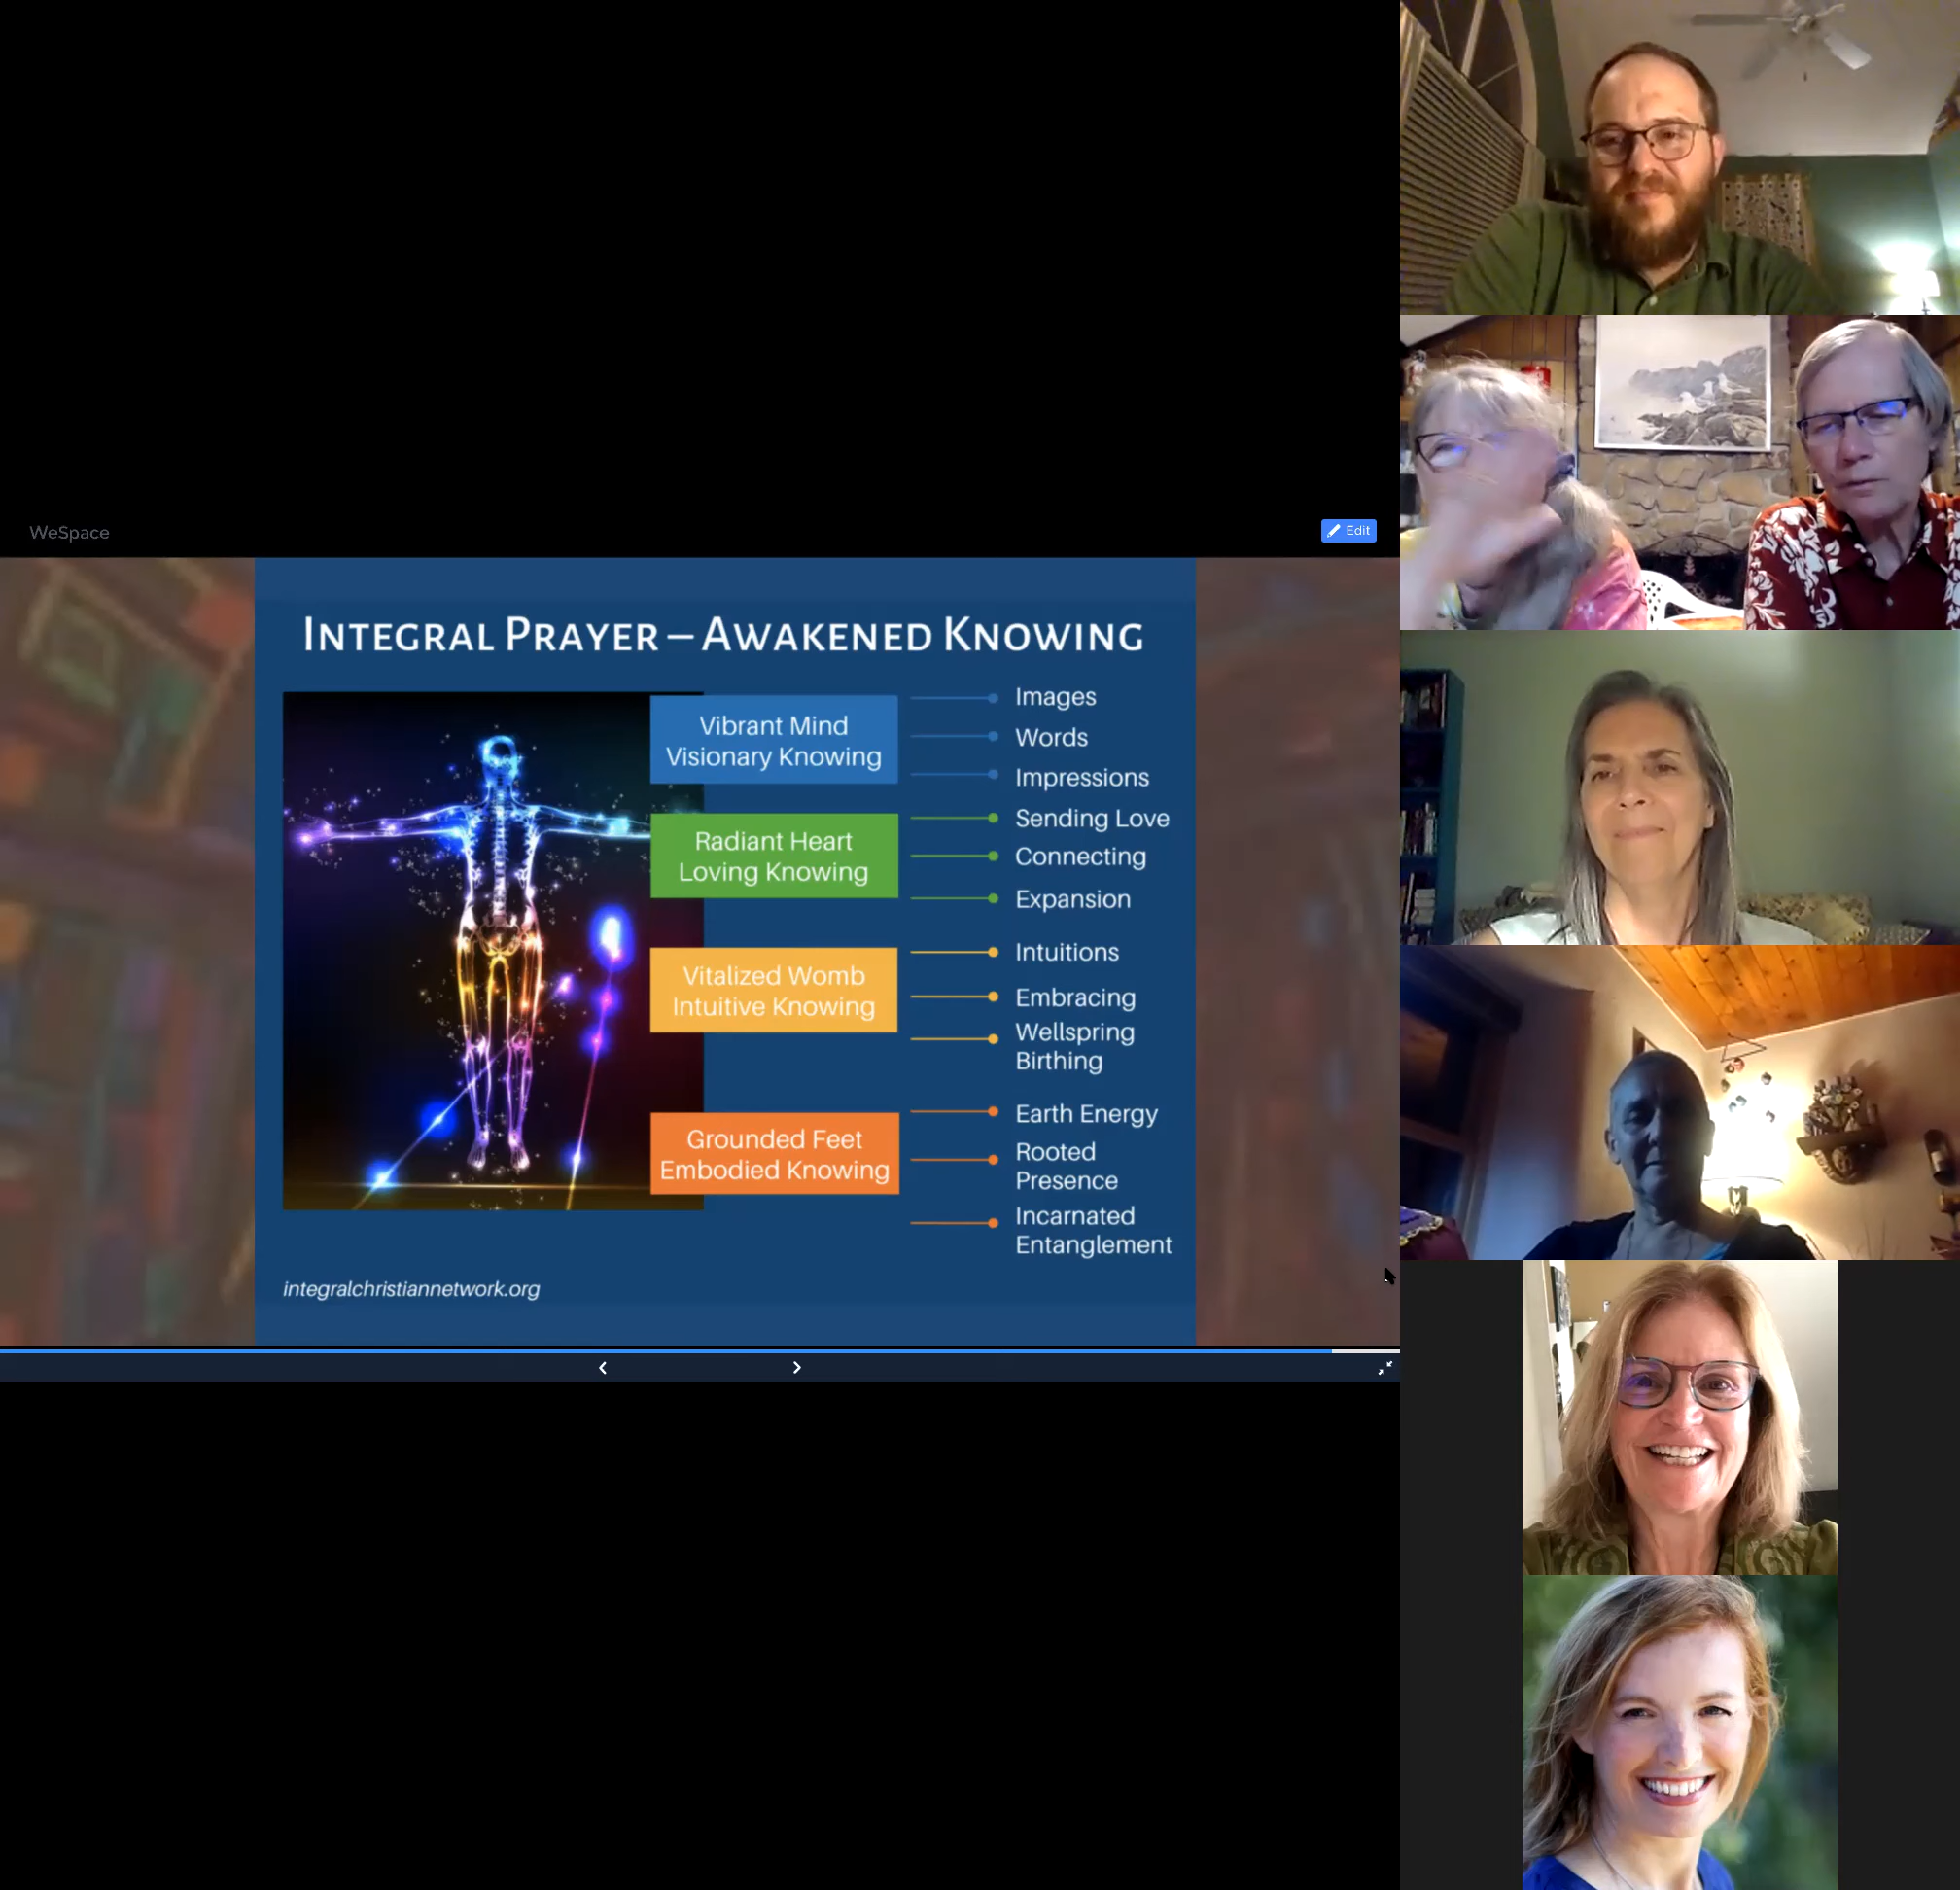 WeSpace
Edit
INTEGRAL PRAYER – AWAKENED KNOWING
Vibrant Mind
Visionary Knowing
Images
Words
Impressions
Radiant Heart
Loving Knowing
Sending Love
Connecting
Expansion
Vitalized Womb
Intuitive Knowing
Intuitions
Embracing
Wellspring
Birthing
Grounded Feet
Embodied Knowing
Earth Energy
Rooted
Presence
Incarnated
Entanglement
integralchristiannetwork.org